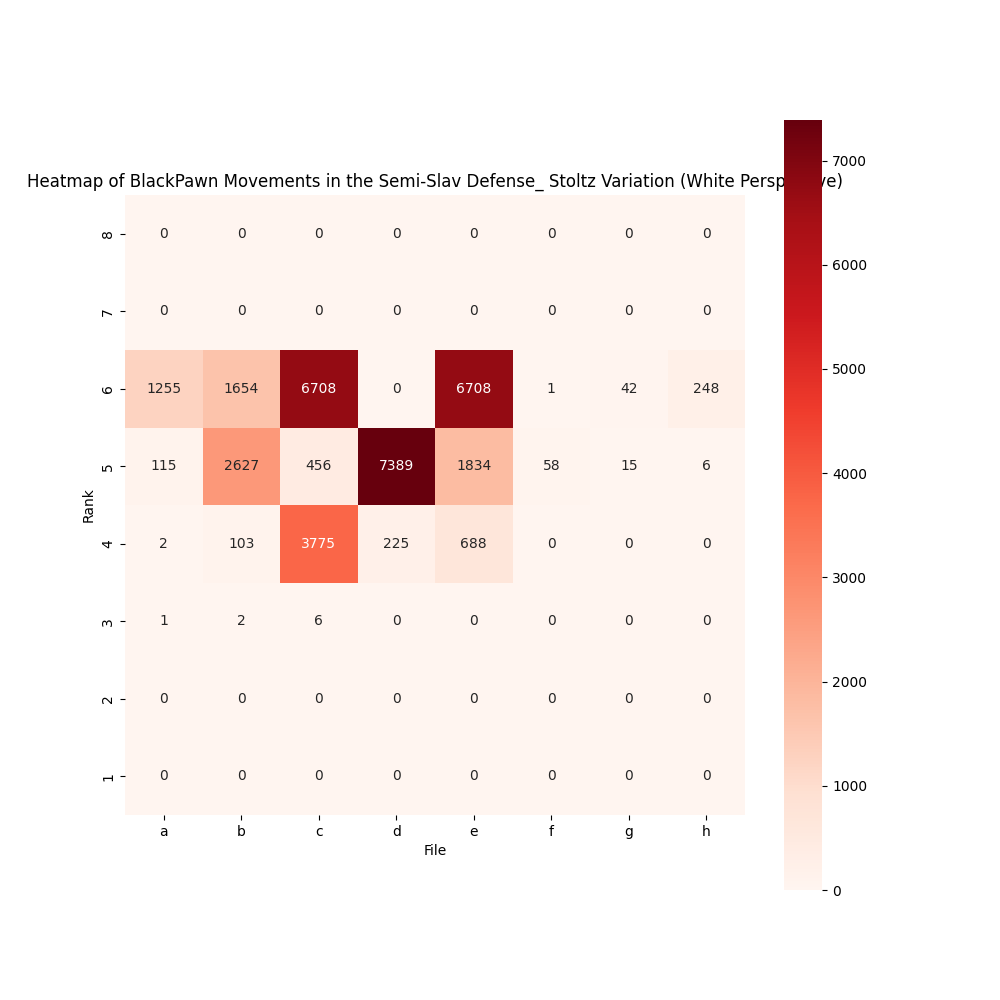 Heatmap of BlackPawn Movements in the Semi-Slav Defense_ Stoltz Variation (White Persp ve)
8 0 0 0 0 0 0 0 0
7 0 0 0 0 0 0 0 0
6 1255 1654 6708 0 6708 1 42 248
5 115 2627 456 7389 1834 58 15 6
4 2 103 3775 225 688 0 0 0
3 1 2 6 0 0 0 0 0
2 0 0 0 0 0 0 0 0
1 0 0 0 0 0 0 0 0
Rank
a b c d e f g h
File
7000
6000
5000
4000
3000
2000
1000
0